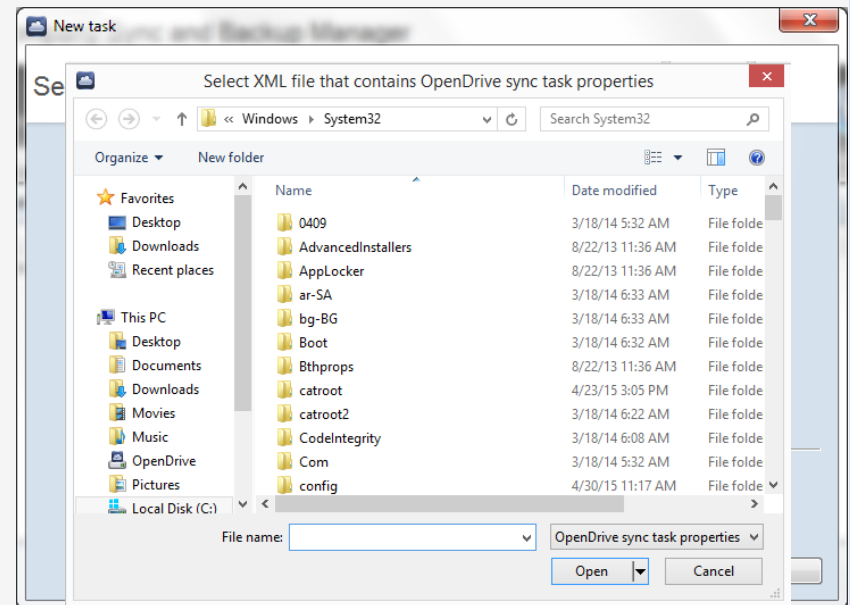 New task
Sync and Backup Manager
Se
Select XML file that contains OpenDrive sync task properties
« Windows System32
Search System32
Organize New folder
Favorites
Desktop
Downloads
Recent places
This PC
Desktop
Documents
Downloads
Movies
Music
OpenDrive
Pictures
Local Disk (C:)
Name Date modified Type
0409 3/18/14 5:32 AM File folde
AdvancedInstallers 8/22/13 11:36 AM File folde
AppLocker 8/22/13 11:36 AM File folde
ar-SA 3/18/14 6:33 AM File folde
bg-BG 3/18/14 6:33 AM File folde
Boot 3/18/14 6:32 AM File folde
Bthprops 8/22/13 11:36 AM File folde
catroot 4/23/15 3:05 PM File folde
catroot2 3/18/14 6:22 AM File folde
CodeIntegrity 3/18/14 6:08 AM File folde
Com 3/18/14 5:32 AM File folde
config 4/30/15 11:17 AM File folde
File name: OpenDrive sync task properties
Open Cancel